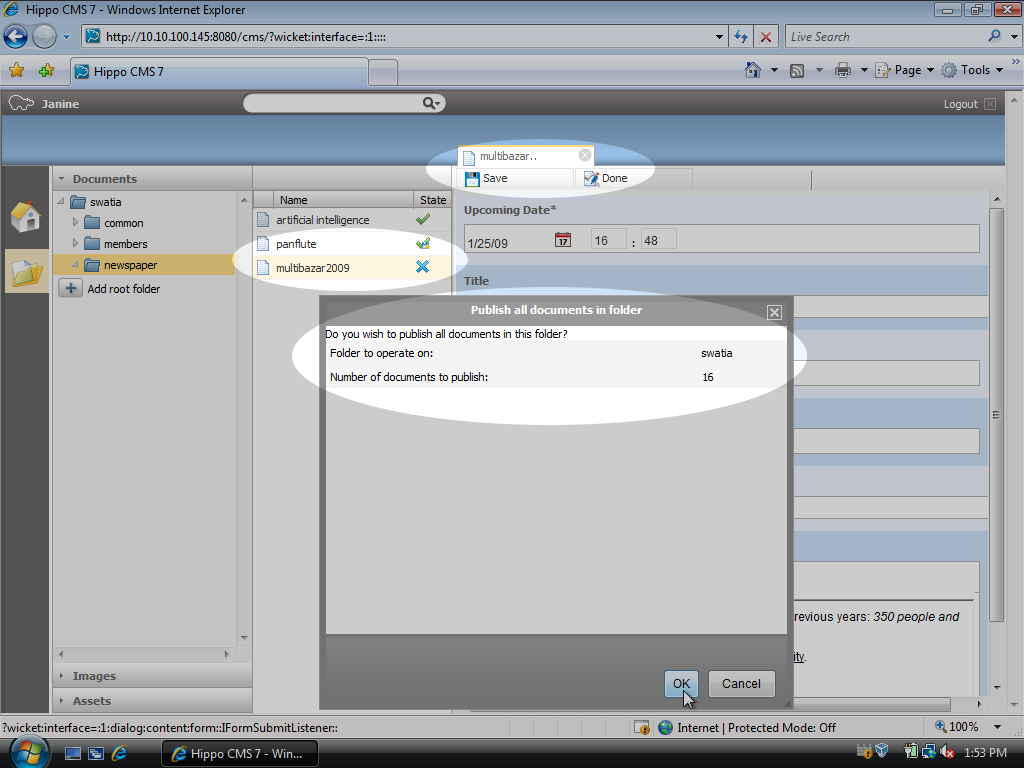 Hippo CMS 7 - Windows Internet Explorer
http://10.10.100.145:8080/cms/?wicket:interface=:1::::
Live Search
Hippo CMS 7
Page
Tools
Janine
Logout
multibazar..
Save
Done
Documents
swatia
common
members
newspaper
Add root folder
Images
Assets
Name State
artificial intelligence
panflute
multibazar2009
Upcoming Date*
1/25/09 17 16 : 48
Title
Publish all documents in folder
Do you wish to publish all documents in this folder?
Folder to operate on: swatia
Number of documents to publish: 16
revious years: 350 people and
ity.
OK Cancel
?wicket:interface=:1:dialog:content:form::IFormSubmitListener::
Internet | Protected Mode: Off
100%
Hippo CMS 7 - Win...
1:53 PM